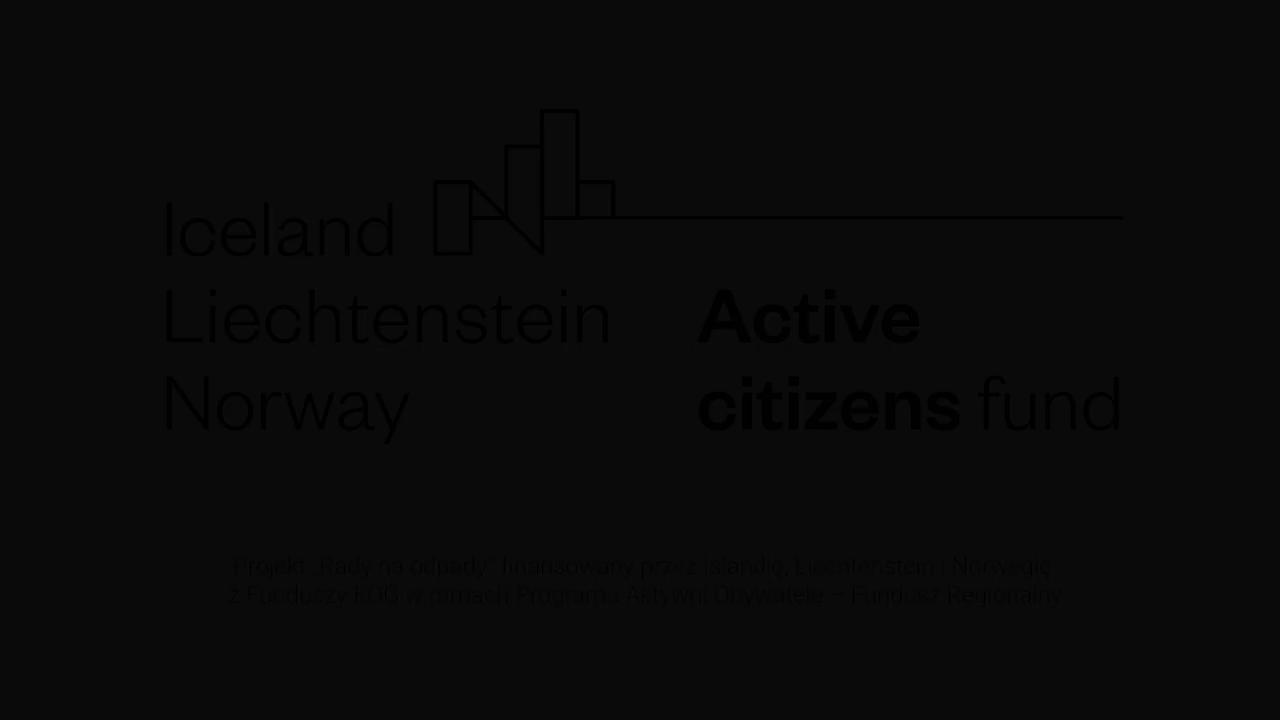 Iceland
Liechtenstein
Norway
Active
citizens fund
Projekt „Rady na odpady” finansowany przez Islandię, Liechtenstein i Norwegię
z Funduszy EOG w ramach Programu Aktywni Obywatele – Fundusz Regionalny